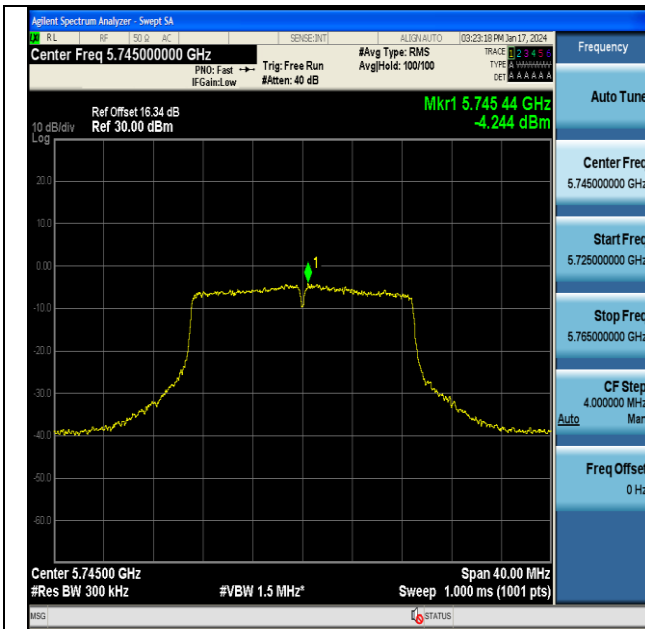 Agilent Spectrum Analyzer - Swept SA
LXI RL RF 50 Ω AC SENSE:INT ALIGN AUTO 03:23:18 PM Jan 17, 2024
Center Freq 5.745000000 GHz
#Avg Type: RMS
TRACE 1 2 3 4 5 6
PNO: Fast
Trig: Free Run
Avg|Hold: 100/100
TYPE A
IFGain:Low
#Atten: 40 dB
DET A A A A A A
Mkr1 5.745 44 GHz
-4.244 dBm
Ref Offset 16.34 dB
10 dB/div Ref 30.00 dBm
Log
20.0
10.0
0.00
-10.0
-20.0
-30.0
-40.0
-50.0
-60.0
1
Center 5.74500 GHz
Span 40.00 MHz
#Res BW 300 kHz
#VBW 1.5 MHz*
Sweep 1.000 ms (1001 pts)
MSG
STATUS
Frequency
Auto Tune
Center Freq
5.745000000 GHz
Start Freq
5.725000000 GHz
Stop Freq
5.765000000 GHz
CF Step
4.000000 MHz
Auto Man
Freq Offset
0 Hz